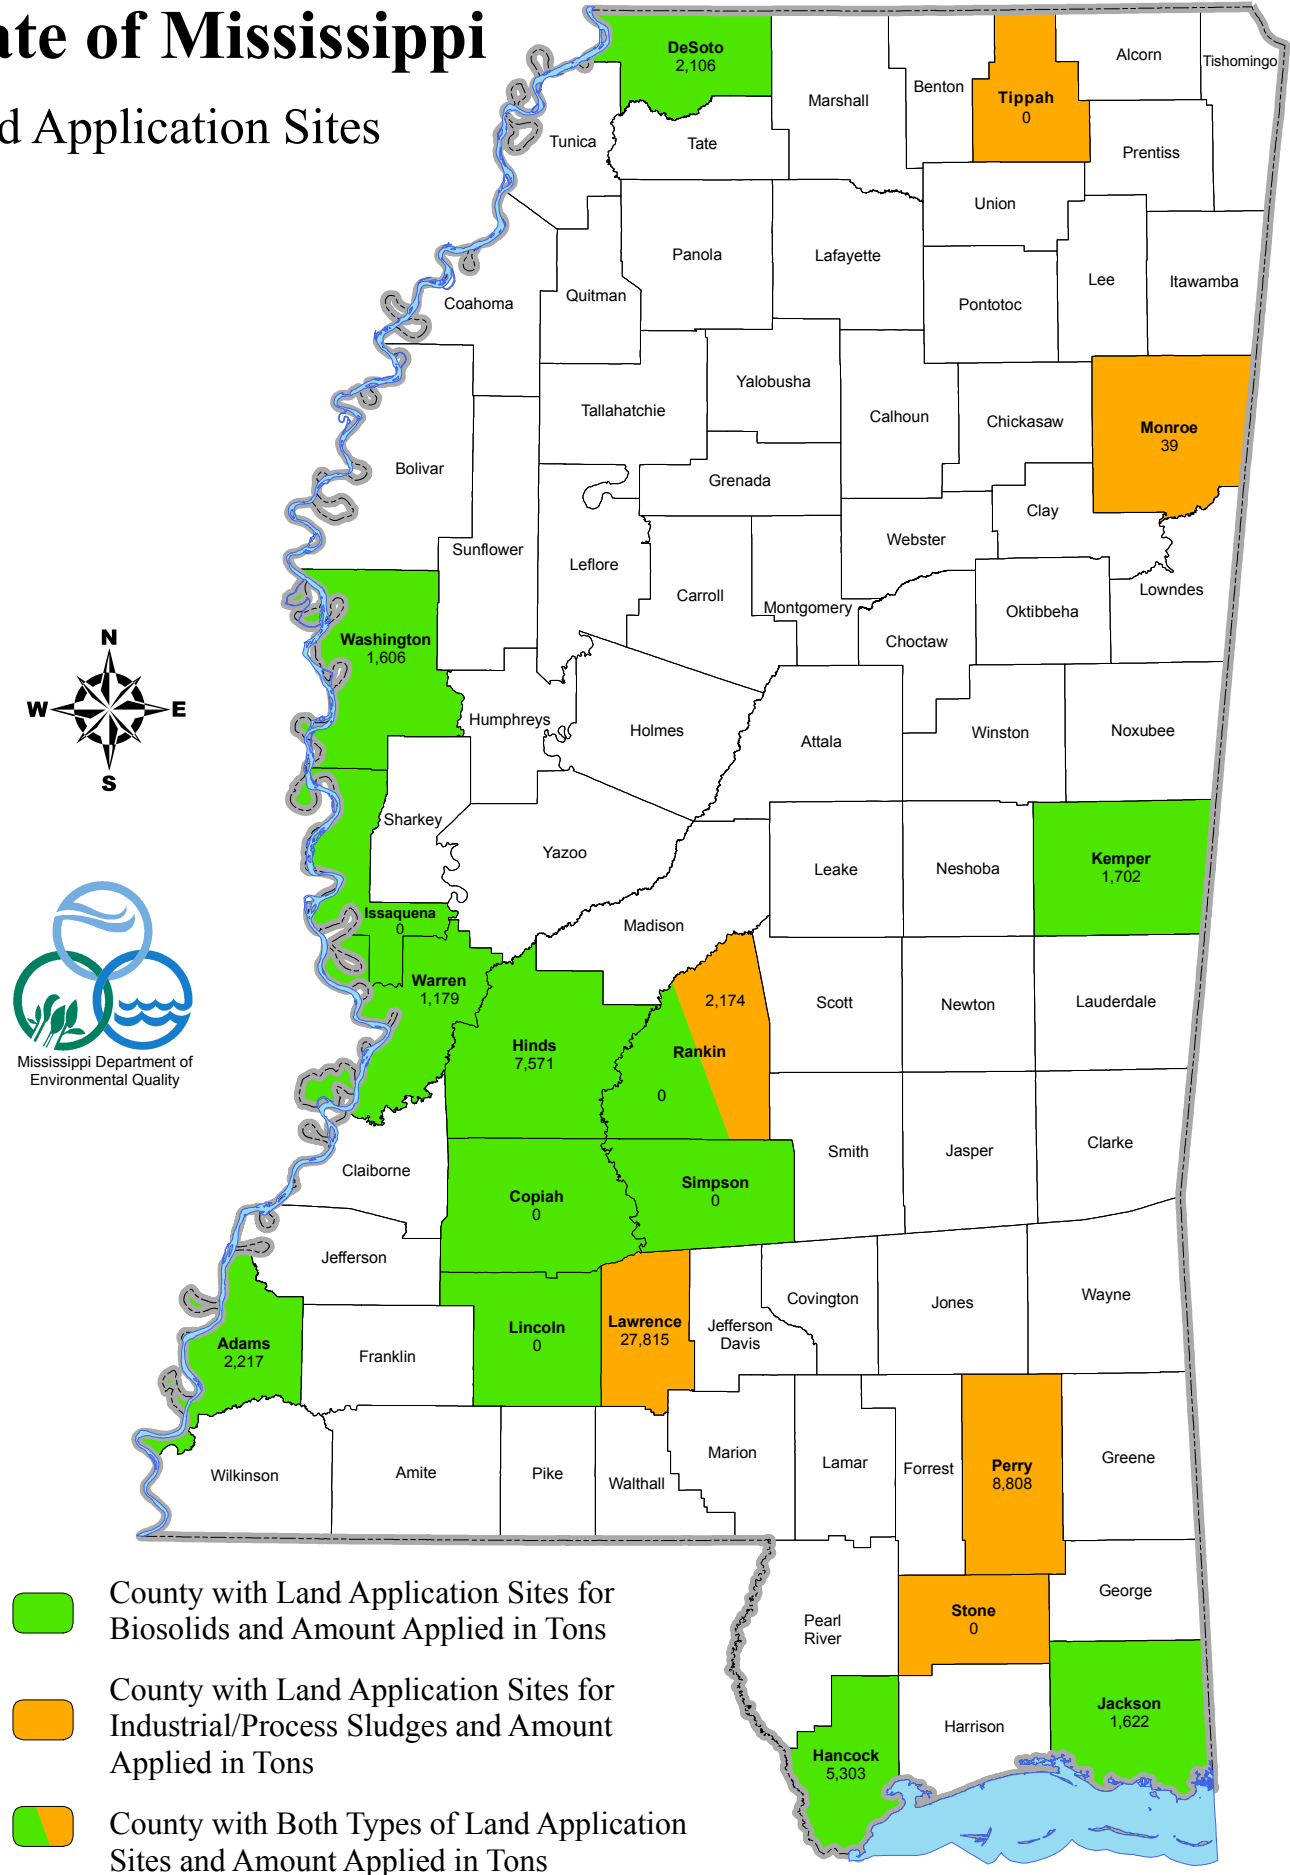 ate of Mississippi
d Application Sites
DeSoto
2,106
Tippah
0
Alcorn
Tishomingo
Benton
Marshall
Tunica
Tate
Prentiss
Union
Panola
Lafayette
Coahoma
Quitman
Pontotoc
Lee
Itawamba
Yalobusha
Tallahatchie
Calhoun
Chickasaw
Monroe
39
Bolivar
Grenada
Clay
Webster
Sunflower
Leflore
Carroll
Montgomery
Lowndes
Oktibbeha
Choctaw
Washington
1,606
N
W
E
S
Humphreys
Holmes
Attala
Winston
Noxubee
Sharkey
Yazoo
Leake
Neshoba
Kemper
1,702
Issaquena
0
Madison
Warren
1,179
2,174
Scott
Newton
Lauderdale
Hinds
7,571
Rankin
0
Mississippi Department of
Environmental Quality
Claiborne
Smith
Jasper
Clarke
Copiah
0
Simpson
0
Jefferson
Covington
Jones
Wayne
Adams
2,217
Franklin
Lincoln
0
Lawrence
27,815
Jefferson
Davis
Wilkinson
Amite
Pike
Walthall
Marion
Lamar
Forrest
Perry
8,808
Greene
George
Pearl
River
Stone
0
Jackson
1,622
Harrison
Hancock
5,303
County with Land Application Sites for
Biosolids and Amount Applied in Tons
County with Land Application Sites for
Industrial/Process Sludges and Amount
Applied in Tons
County with Both Types of Land Application
Sites and Amount Applied in Tons